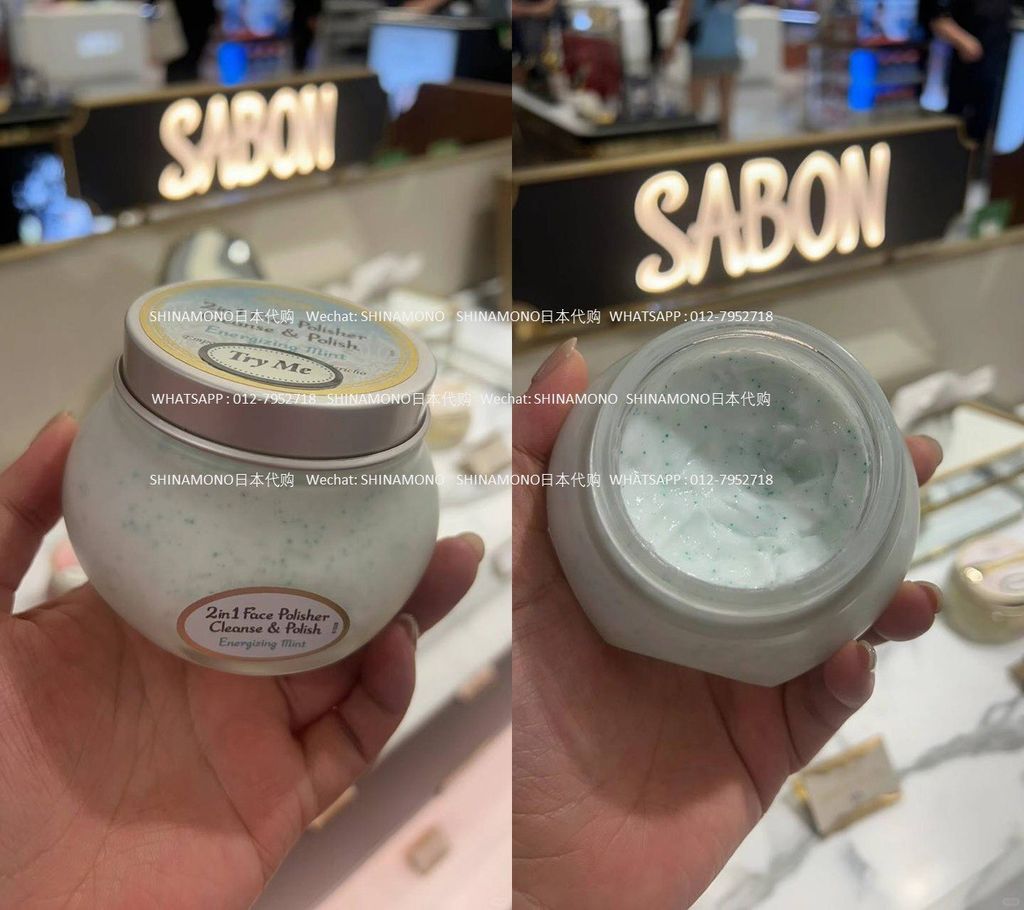 SABON
SABON
SHINAMONO日本代购 Wechat: SHINAMONO SHINAMONO日本代购 WHATSAPP : 012-7952718
2in1 Face Polisher
Cleanse & Polish
Energizing Mint
Try Me
WHATSAPP : 012-7952718 SHINAMONO日本代购 Wechat: SHINAMONO SHINAMONO日本代购
SHINAMONO日本代购 Wechat: SHINAMONO SHINAMONO日本代购 WHATSAPP : 012-7952718
2in1 Face Polisher
Cleanse & Polish
Energizing Mint